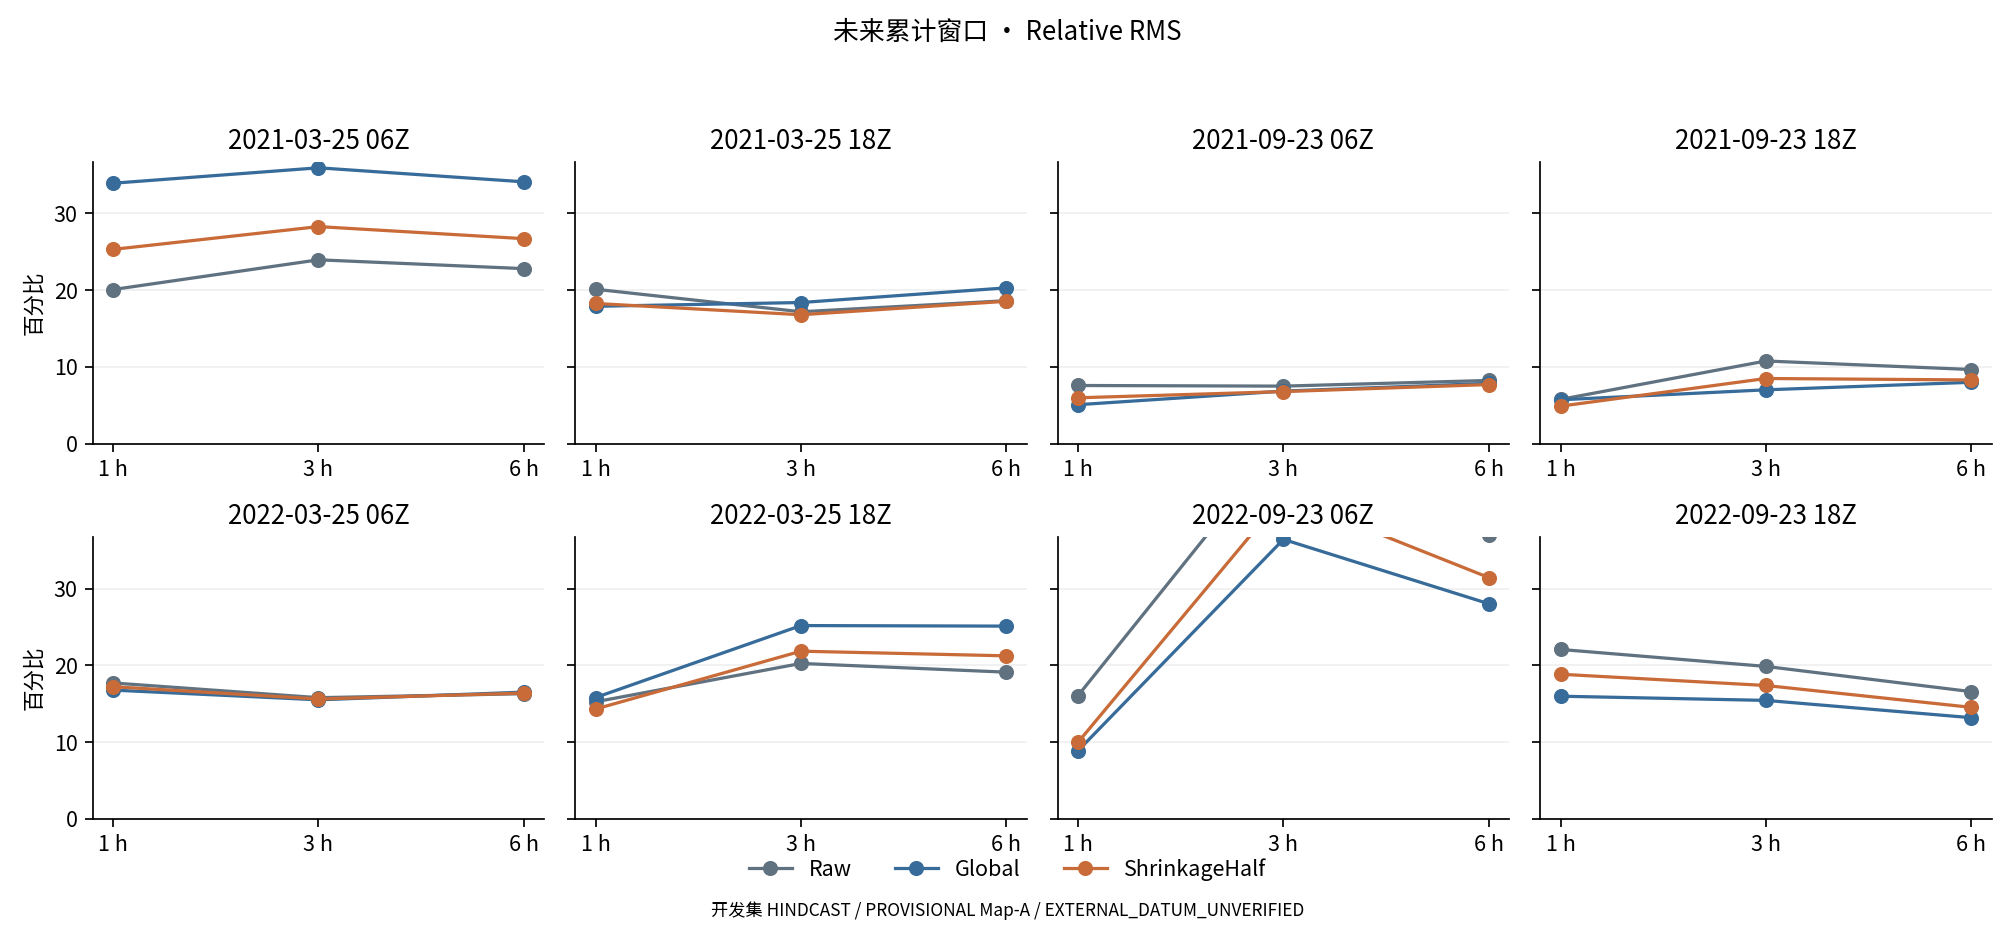 未来累计窗口 · Relative RMS
2021-03-25 06Z
2021-03-25 18Z
2021-09-23 06Z
2021-09-23 18Z
百分比
30
20
10
0
1 h 3 h 6 h
1 h 3 h 6 h
1 h 3 h 6 h
1 h 3 h 6 h
2022-03-25 06Z
2022-03-25 18Z
2022-09-23 06Z
2022-09-23 18Z
百分比
30
20
10
0
1 h 3 h 6 h
1 h 3 h 6 h
1 h 3 h 6 h
1 h 3 h 6 h
Raw Global ShrinkageHalf
开发集 HINDCAST / PROVISIONAL Map-A / EXTERNAL_DATUM_UNVERIFIED